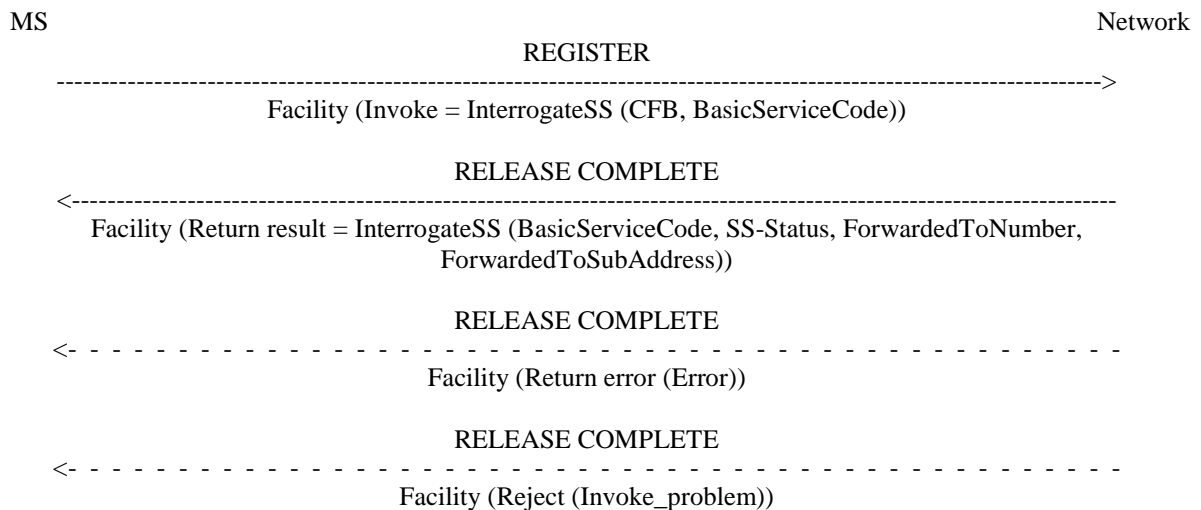 MS Network
REGISTER
Facility (Invoke = InterrogateSS (CFB, BasicServiceCode))
RELEASE COMPLETE
Facility (Return result = InterrogateSS (BasicServiceCode, SS-Status, ForwardedToNumber,
ForwardedToSubAddress))
RELEASE COMPLETE
Facility (Return error (Error))
RELEASE COMPLETE
Facility (Reject (Invoke_problem))